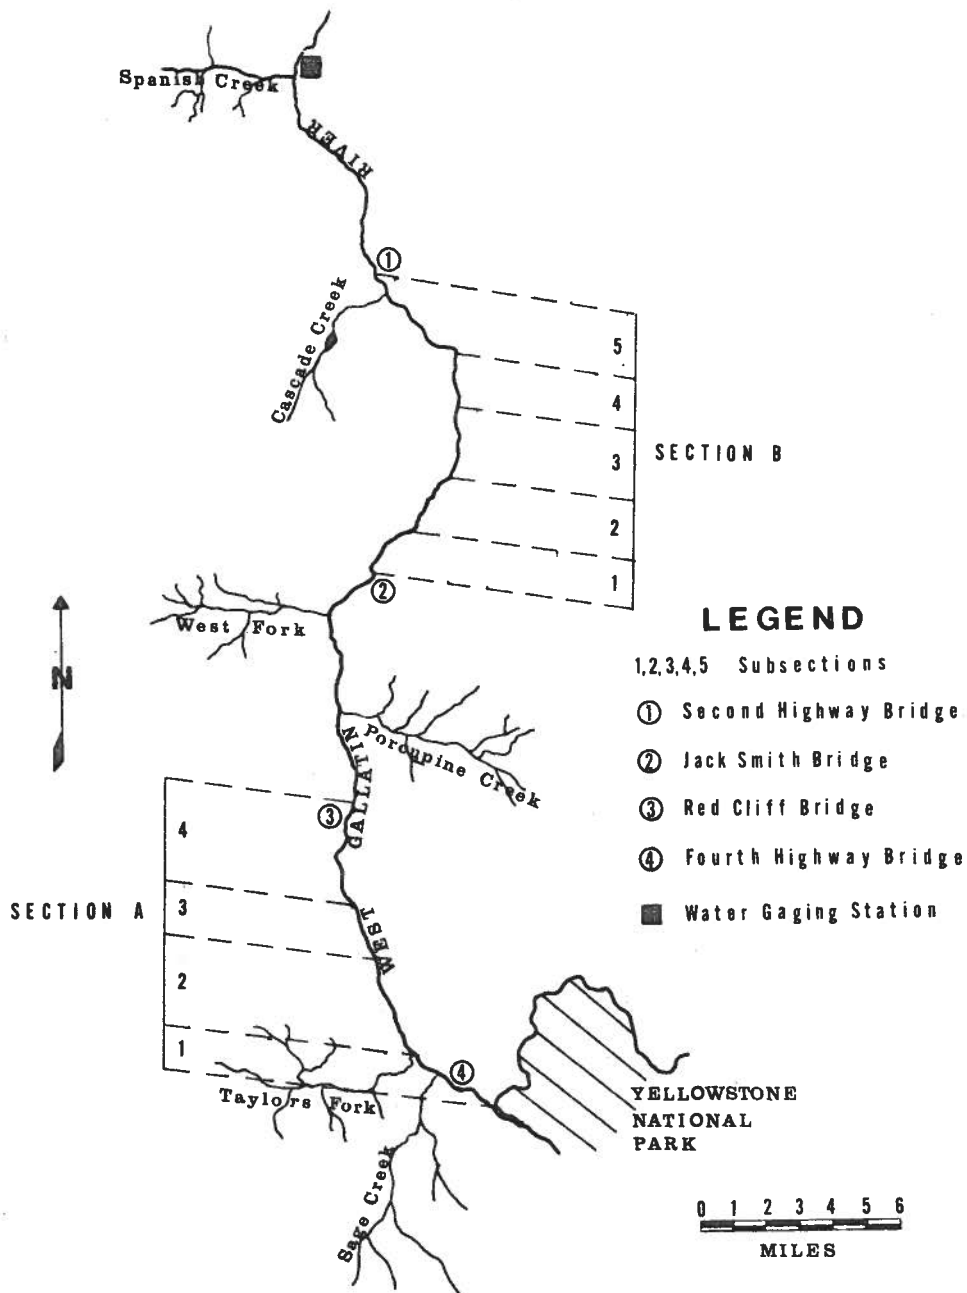 Spanish Creek
RIVER
1
Cascade Creek
5
4
3
SECTION B
2
1
2
West Fork
N
LEGEND
1,2,3,4,5 Subsections
1 Second Highway Bridge
2 Jack Smith Bridge
3 Red Cliff Bridge
4 Fourth Highway Bridge
Water Gaging Station
Porcupine Creek
GALLATIN
3
4
SECTION A
3
WEST
2
1
4
Taylors Fork
YELLOWSTONE
NATIONAL
PARK
Sage Creek
0 1 2 3 4 5 6
MILES